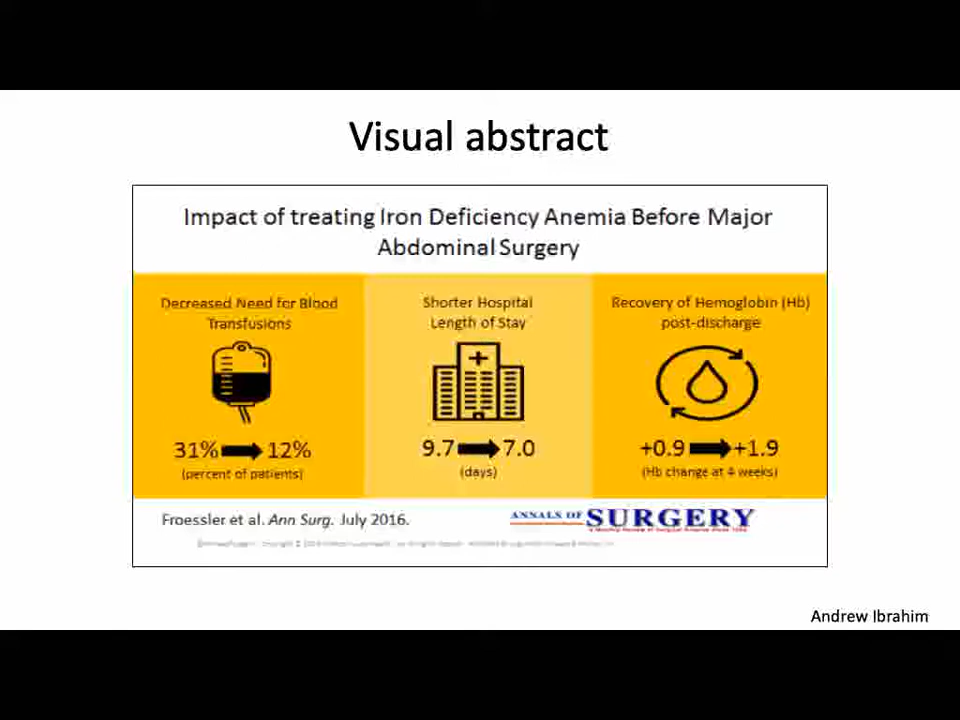 Visual abstract
Impact of treating Iron Deficiency Anemia Before Major
Abdominal Surgery
Decreased Need for Blood
Transfusions
31% 12%
(percent of patients)
Shorter Hospital
Length of Stay
9.7 7.0
(days)
Recovery of Hemoglobin (Hb)
post-discharge
+0.9 +1.9
(Hb change at 4 weeks)
Froessler et al. Ann Surg. July 2016.
ANNALS OF SURGERY
Andrew Ibrahim